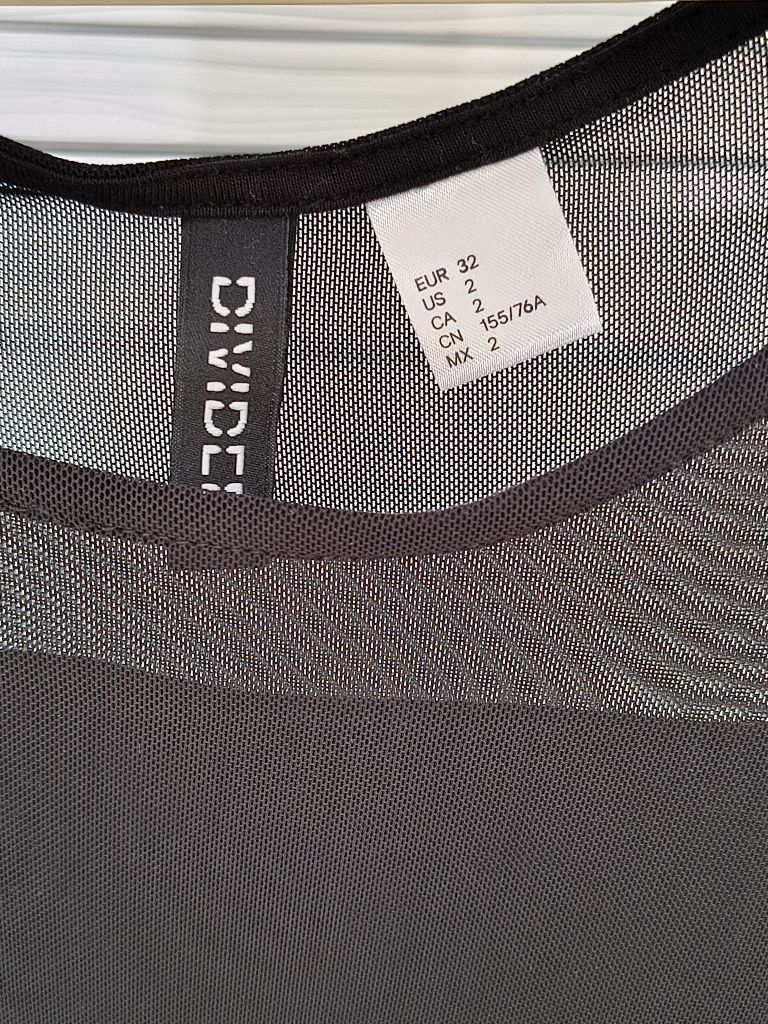 DIVIDE
EUR 32
US 2
CA 2
CN 155/76A
MX 2